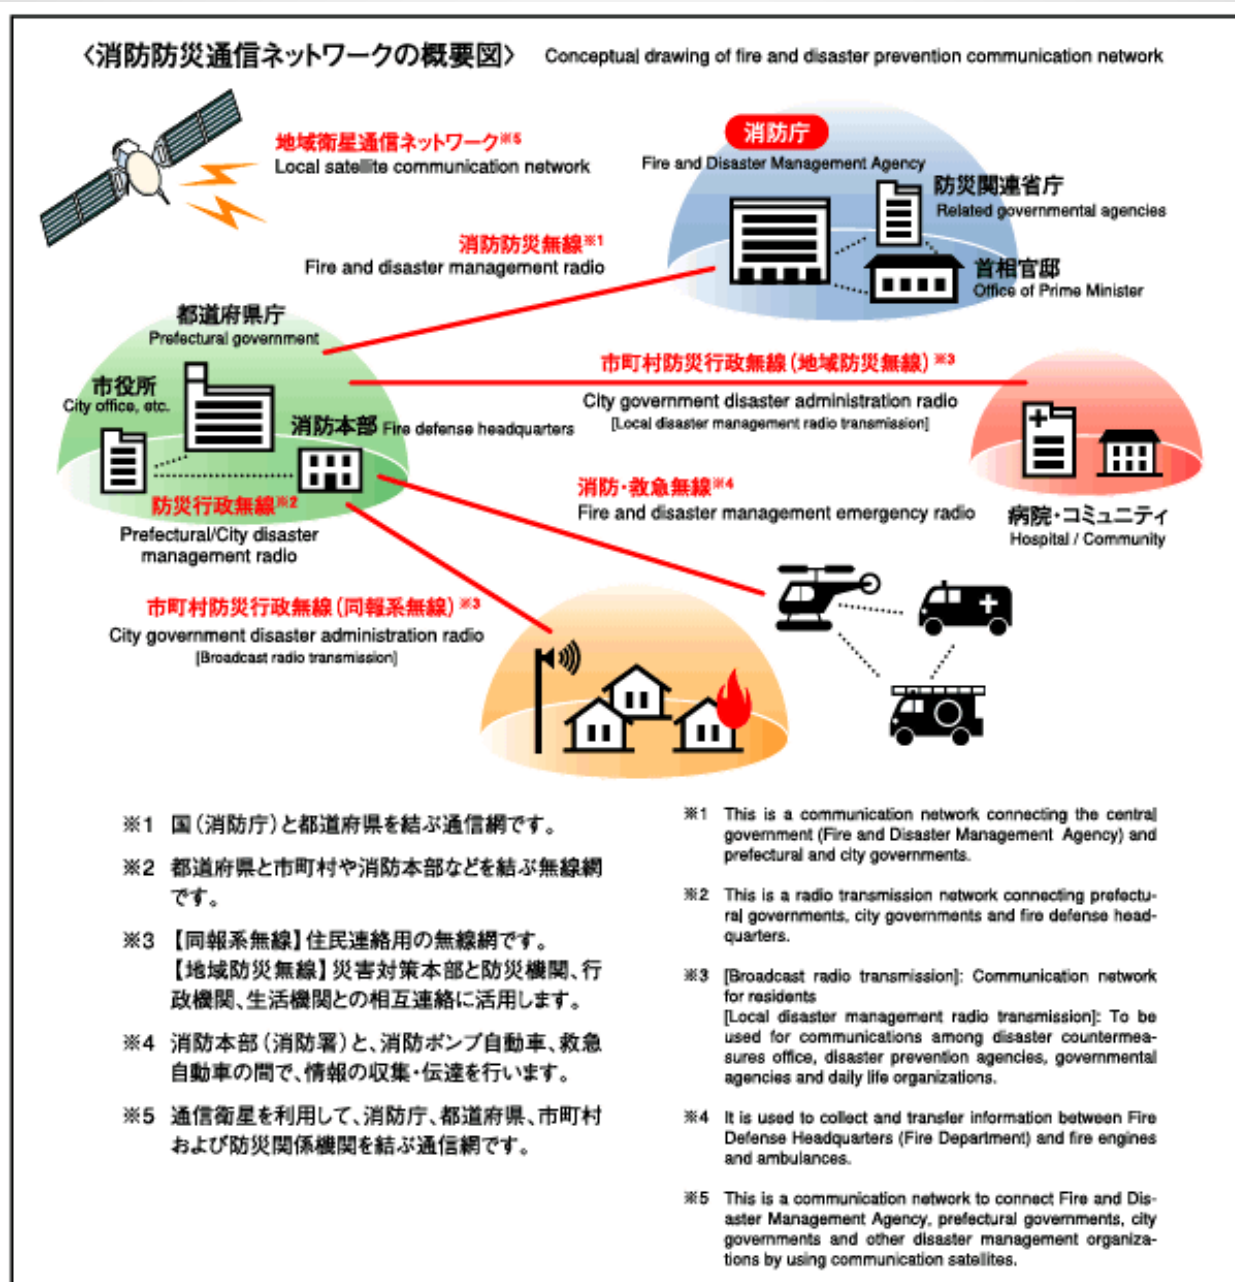 〈消防防災通信ネットワークの概要図〉 Conceptual drawing of fire and disaster prevention communication network
地域衛星通信ネットワーク※5
Local satellite communication network
消防庁
Fire and Disaster Management Agency
防災関連省庁
Related governmental agencies
首相官邸
Office of Prime Minister
消防防災無線※1
Fire and disaster management radio
都道府県庁
Prefectural government
市役所
City office, etc.
消防本部 Fire defense headquarters
防災行政無線※2
Prefectural/City disaster
management radio
市町村防災行政無線(地域防災無線)※3
City government disaster administration radio
[Local disaster management radio transmission]
消防・救急無線※4
Fire and disaster management emergency radio
病院・コミュニティ
Hospital / Community
市町村防災行政無線(同報系無線)※3
City government disaster administration radio
[Broadcast radio transmission]
※1 国(消防庁)と都道府県を結ぶ通信網です。
※2 都道府県と市町村や消防本部などを結ぶ無線網
です。
※3 【同報系無線】住民連絡用の無線網です。
【地域防災無線】災害対策本部と防災機関、行
政機関、生活機関との相互連絡に活用します。
※4 消防本部(消防署)と、消防ポンプ自動車、救急
自動車の間で、情報の収集・伝達を行います。
※5 通信衛星を利用して、消防庁、都道府県、市町村
および防災関係機関を結ぶ通信網です。
※1 This is a communication network connecting the central
government (Fire and Disaster Management Agency) and
prefectural and city governments.
※2 This is a radio transmission network connecting prefectu-
ral governments, city governments and fire defense head-
quarters.
※3 [Broadcast radio transmission]: Communication network
for residents
[Local disaster management radio transmission]: To be
used for communications among disaster countermea-
sures office, disaster prevention agencies, governmental
agencies and daily life organizations.
※4 It is used to collect and transfer information between Fire
Defense Headquarters (Fire Department) and fire engines
and ambulances.
※5 This is a communication network to connect Fire and Dis-
aster Management Agency, prefectural governments, city
governments and other disaster management organiza-
tions by using communication satellites.